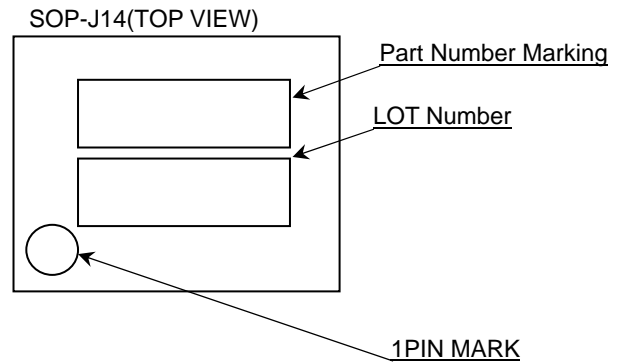 SOP-J14(TOP VIEW)
Part Number Marking
LOT Number
1PIN MARK